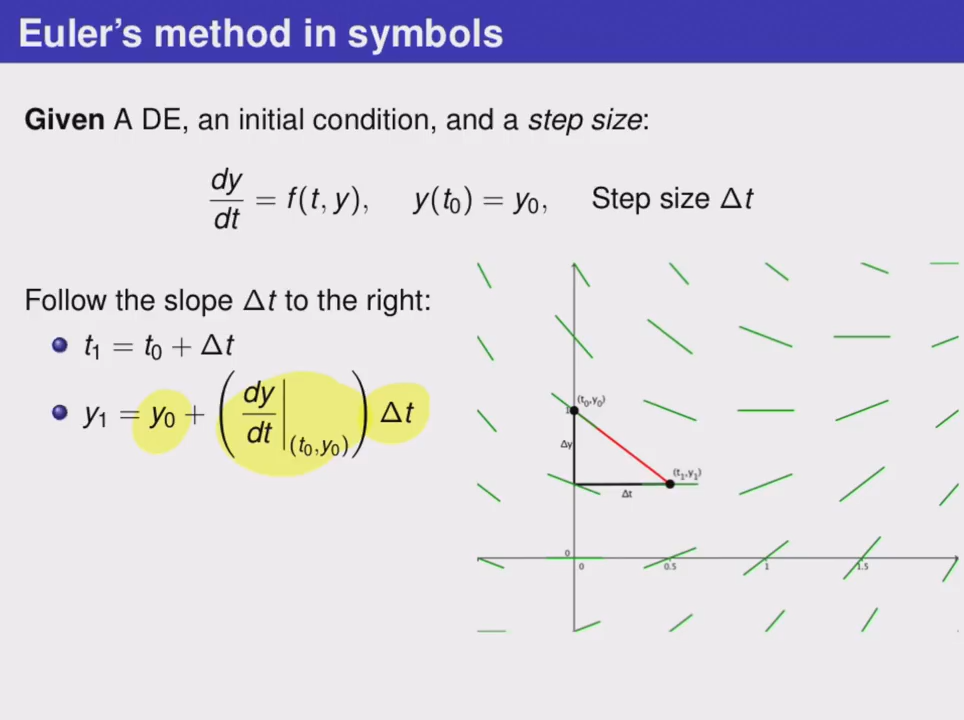 Euler's method in symbols
Given A DE, an initial condition, and a step size:
dy/dt = f(t, y), y(t₀) = y₀, Step size Δt
Follow the slope Δt to the right:
t₁ = t₀ + Δt
y₁ = y₀ + (dy/dt|(t₀,y₀)) Δt
(t₀,y₀)
1
Δy
(t₁,y₁)
Δt
0
0 0.5 1 1.5